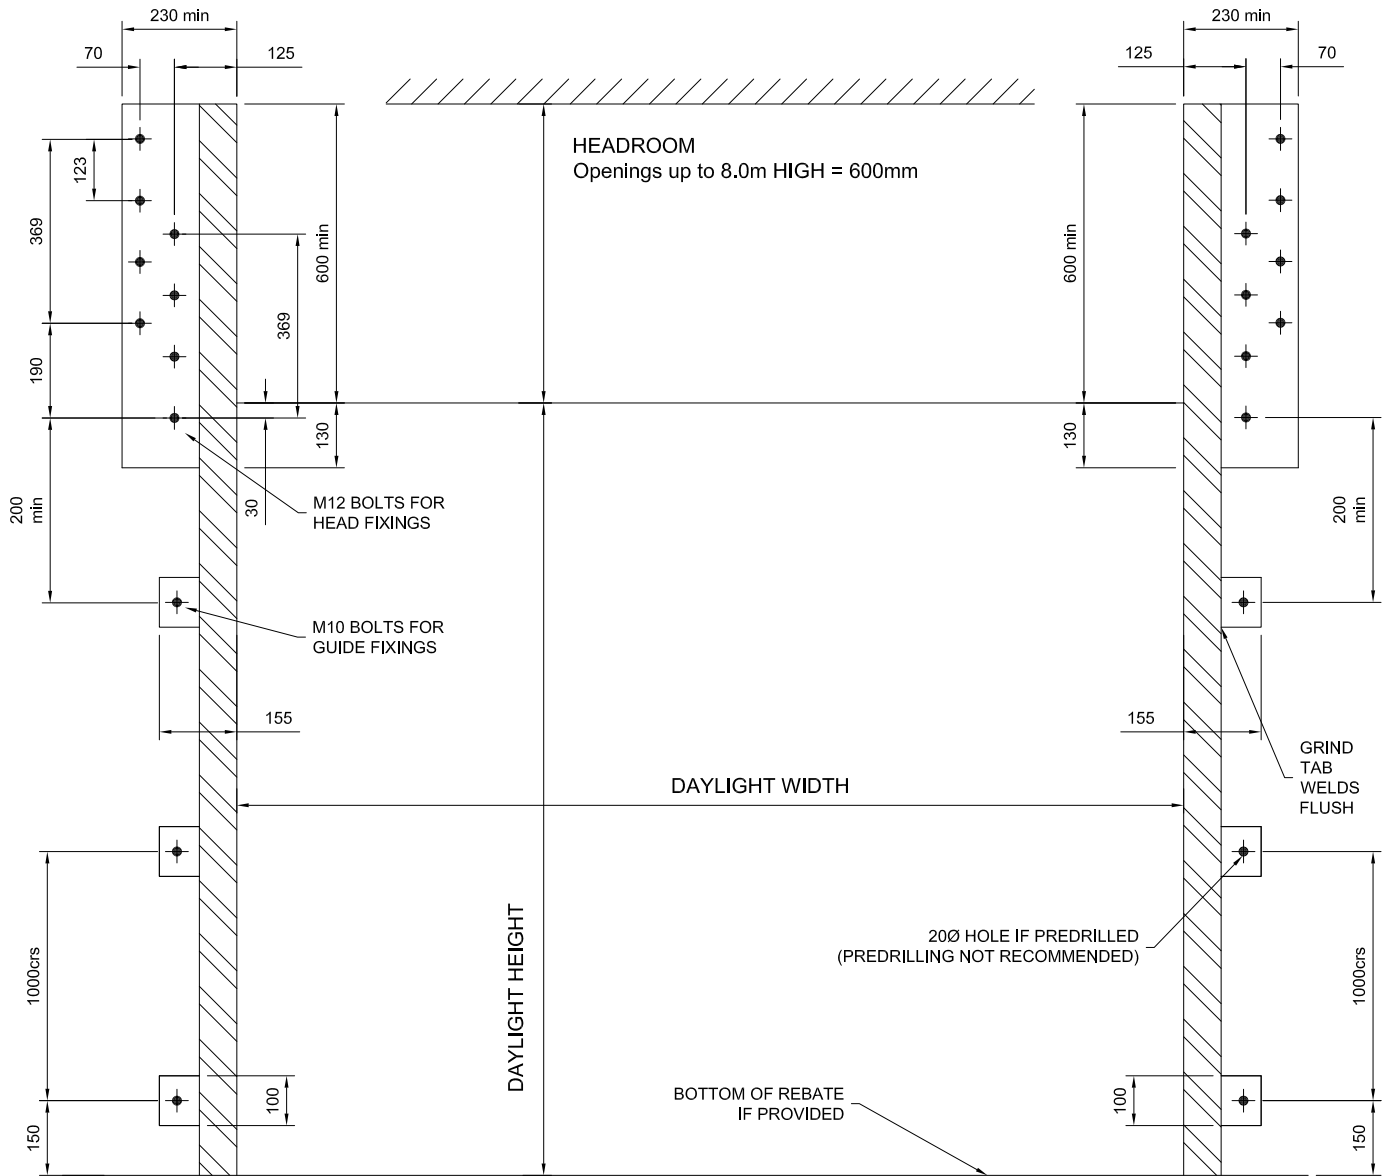 230 min
230 min
70
125
125
70
HEADROOM
Openings up to 8.0m HIGH = 600mm
123
369
600 min
600 min
369
190
130
130
30
200
min
200
min
M12 BOLTS FOR
HEAD FIXINGS
M10 BOLTS FOR
GUIDE FIXINGS
155
155
GRIND
TAB
WELDS
FLUSH
DAYLIGHT WIDTH
DAYLIGHT HEIGHT
20Ø HOLE IF PREDRILLED
(PREDRILLING NOT RECOMMENDED)
1000crs
1000crs
BOTTOM OF REBATE
IF PROVIDED
100
100
150
150